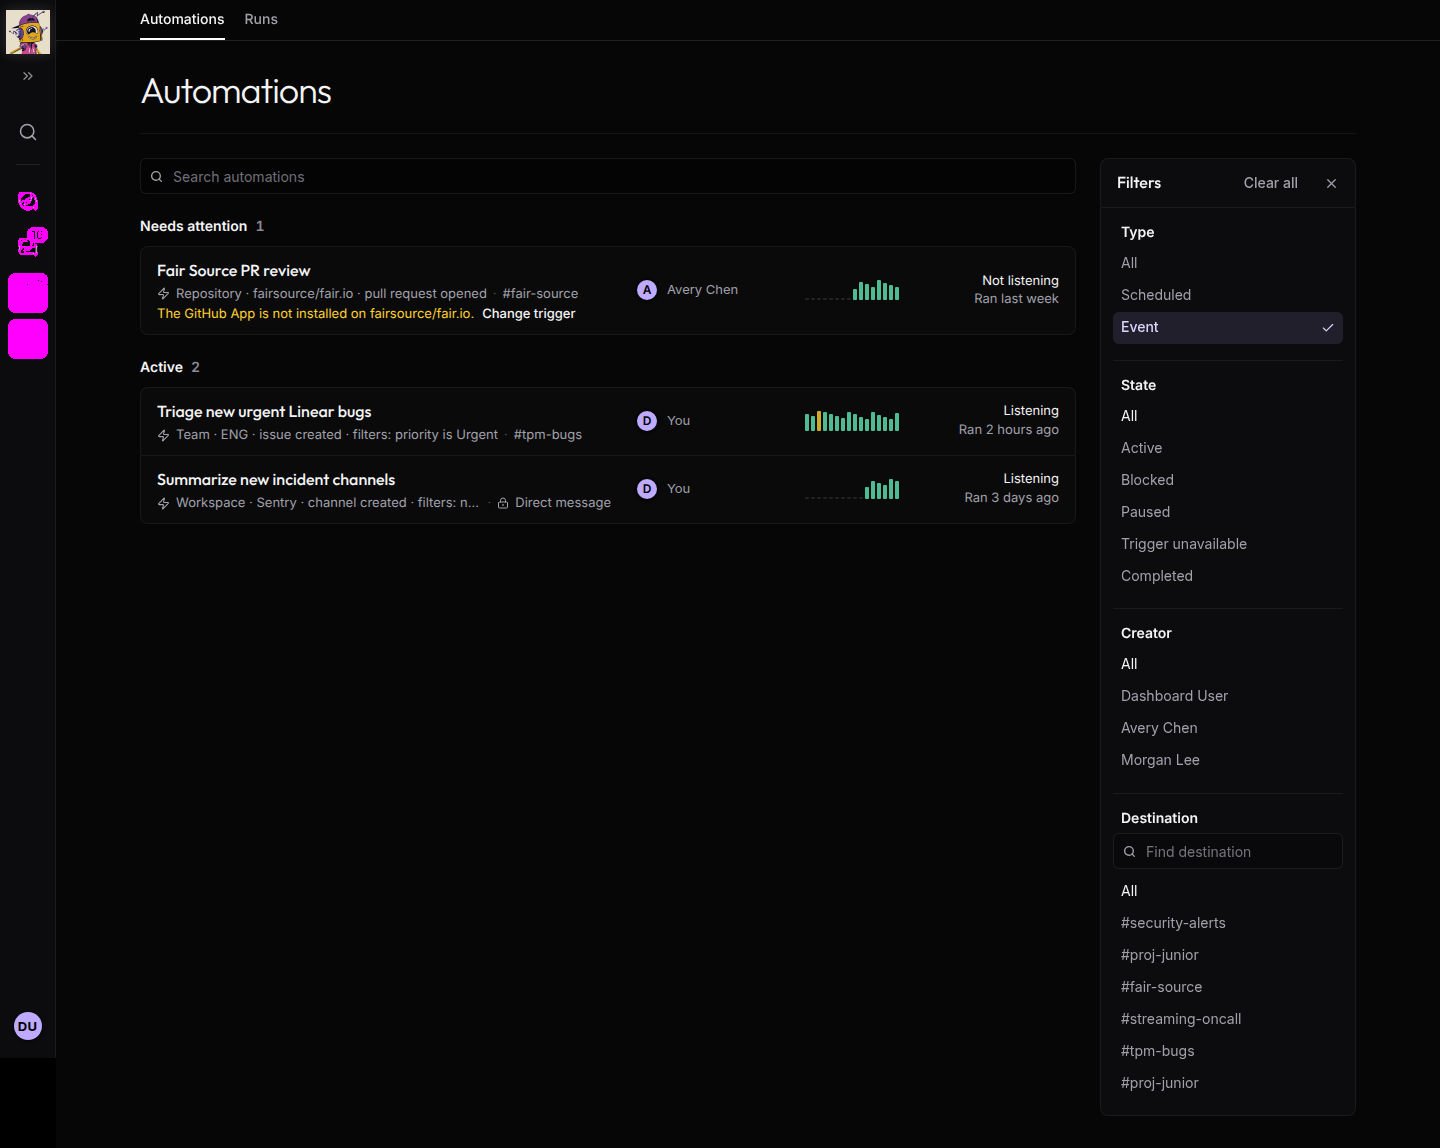 Automations Runs
Automations
Search automations
Needs attention 1
Fair Source PR review
Repository · fairsource/fair.io · pull request opened · #fair-source
The GitHub App is not installed on fairsource/fair.io. Change trigger
A Avery Chen
Not listening
Ran last week
Active 2
Triage new urgent Linear bugs
Team · ENG · issue created · filters: priority is Urgent · #tpm-bugs
D You
Listening
Ran 2 hours ago
Summarize new incident channels
Workspace · Sentry · channel created · filters: n... · Direct message
D You
Listening
Ran 3 days ago
Filters Clear all
Type
All
Scheduled
Event
State
All
Active
Blocked
Paused
Trigger unavailable
Completed
Creator
All
Dashboard User
Avery Chen
Morgan Lee
Destination
Find destination
All
#security-alerts
#proj-junior
#fair-source
#streaming-oncall
#tpm-bugs
#proj-junior
DU